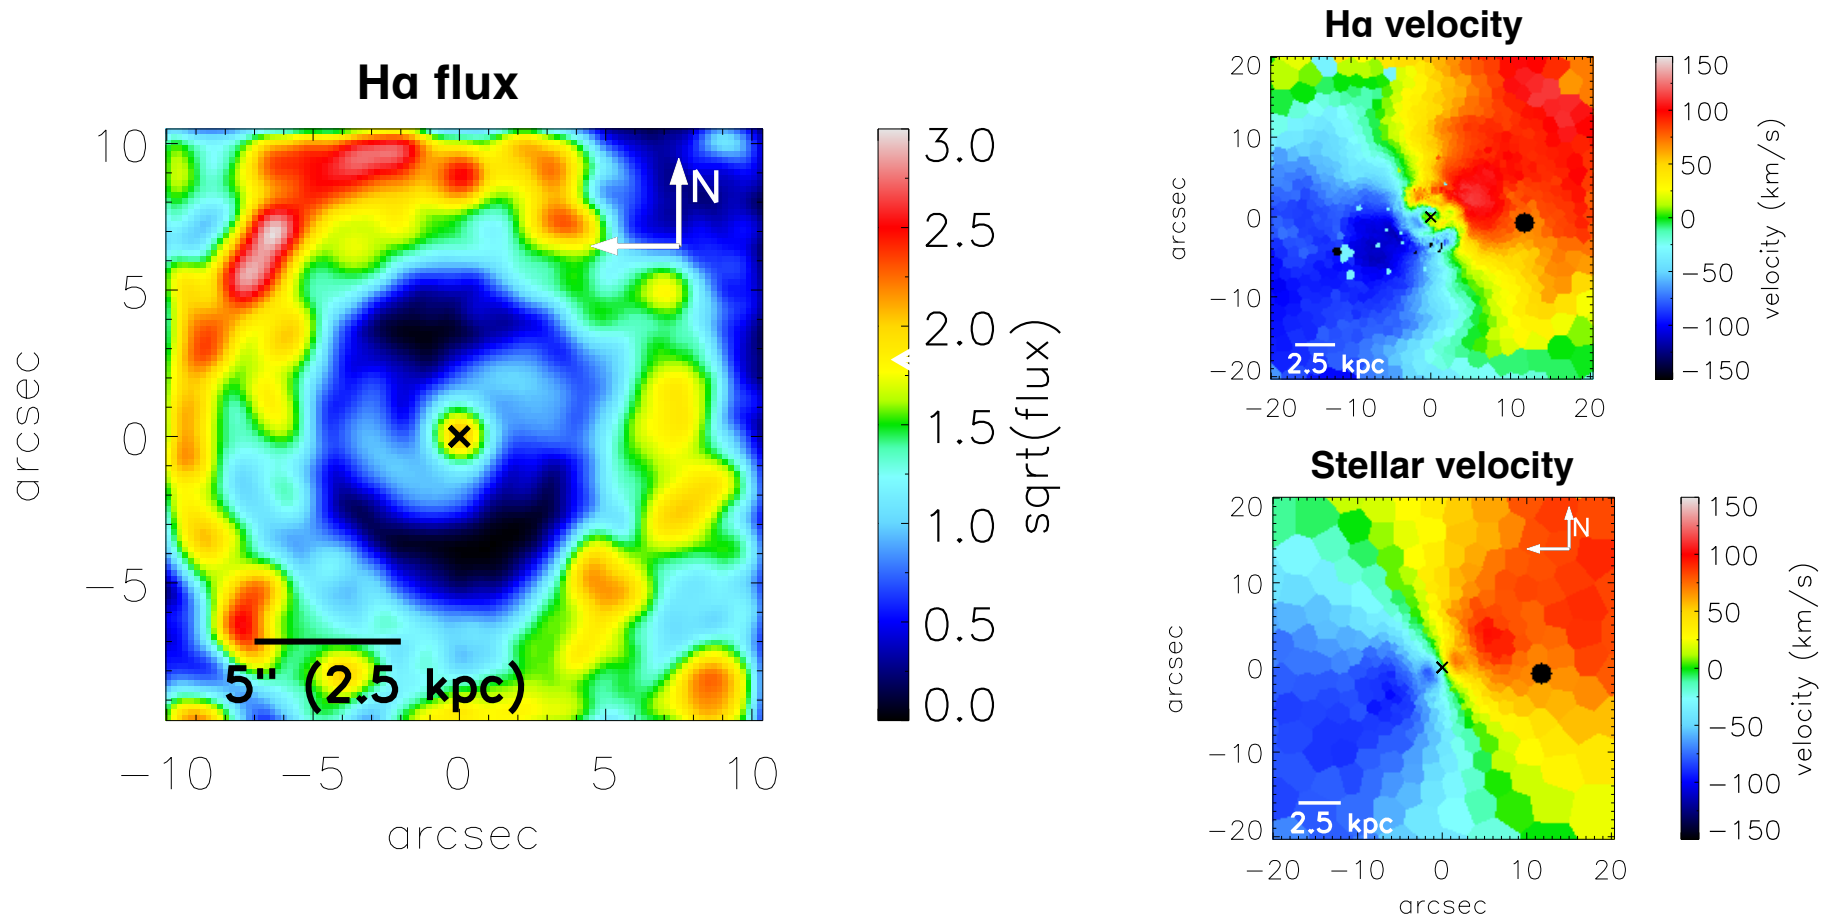 Hα flux
10
5
0
−5
arcsec
−10 −5 0 5 10
arcsec
N
5" (2.5 kpc)
3.0
2.5
2.0
1.5
1.0
0.5
0.0
sqrt(flux)
Hα velocity
20
10
0
−10
−20
arcsec
−20 −10 0 10 20
2.5 kpc
150
100
50
0
−50
−100
−150
velocity (km/s)
Stellar velocity
20
10
0
−10
−20
arcsec
−20 −10 0 10 20
arcsec
N
2.5 kpc
150
100
50
0
−50
−100
−150
velocity (km/s)